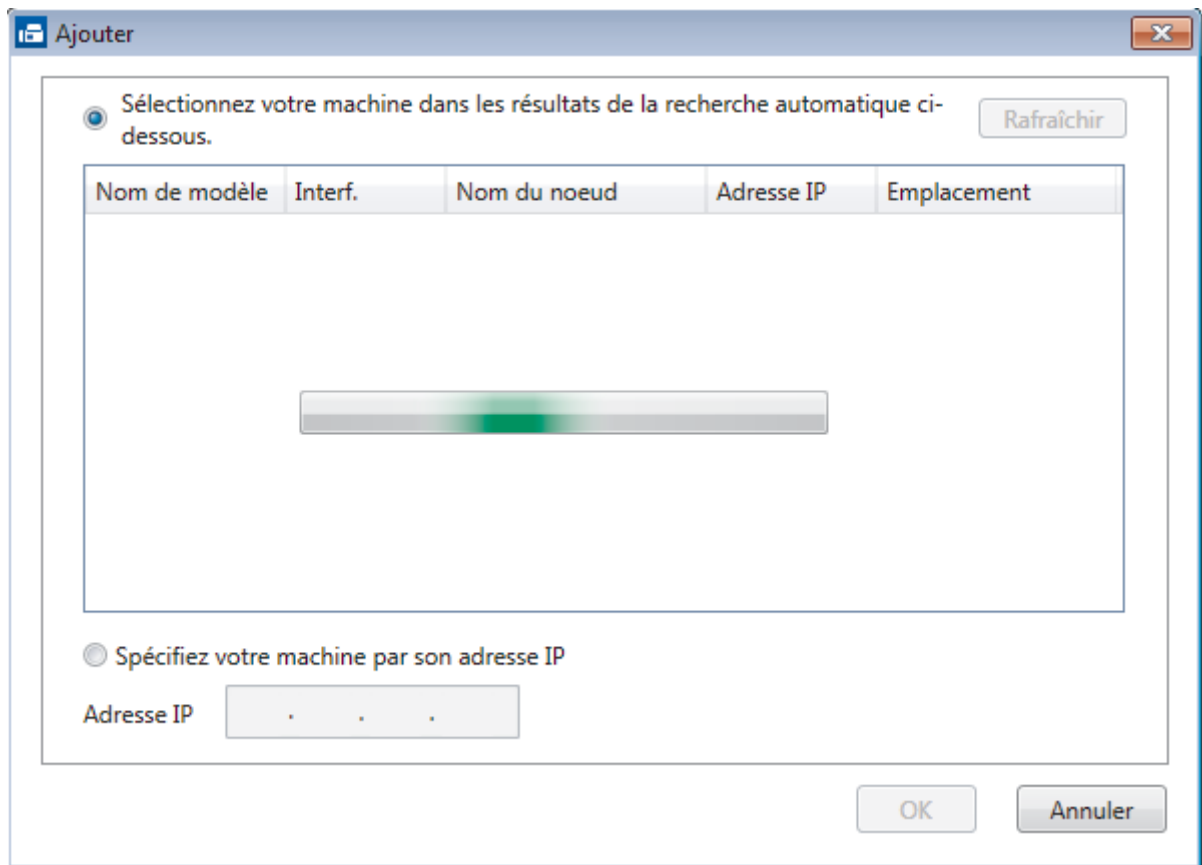 Ajouter
Sélectionnez votre machine dans les résultats de la recherche automatique ci-
dessous.
Rafraîchir
Nom de modèle Interf. Nom du noeud Adresse IP Emplacement
Spécifiez votre machine par son adresse IP
Adresse IP . . .
OK Annuler